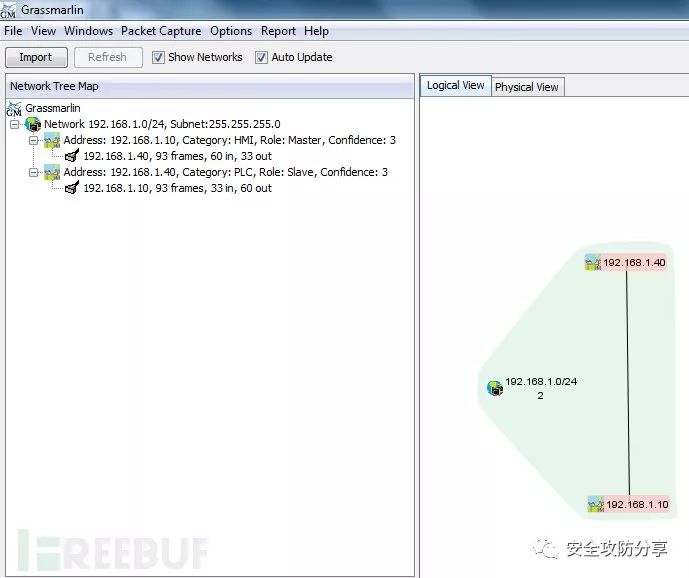 Grassmarlin
File View Windows Packet Capture Options Report Help
Import Refresh Show Networks Auto Update
Network Tree Map
Grassmarlin
Network 192.168.1.0/24, Subnet:255.255.255.0
Address: 192.168.1.10, Category: HMI, Role: Master, Confidence: 3
192.168.1.40, 93 frames, 60 in, 33 out
Address: 192.168.1.40, Category: PLC, Role: Slave, Confidence: 3
192.168.1.10, 93 frames, 33 in, 60 out
Logical View Physical View
192.168.1.40
192.168.1.0/24
2
192.168.1.10
FREEBUF
安全攻防分享